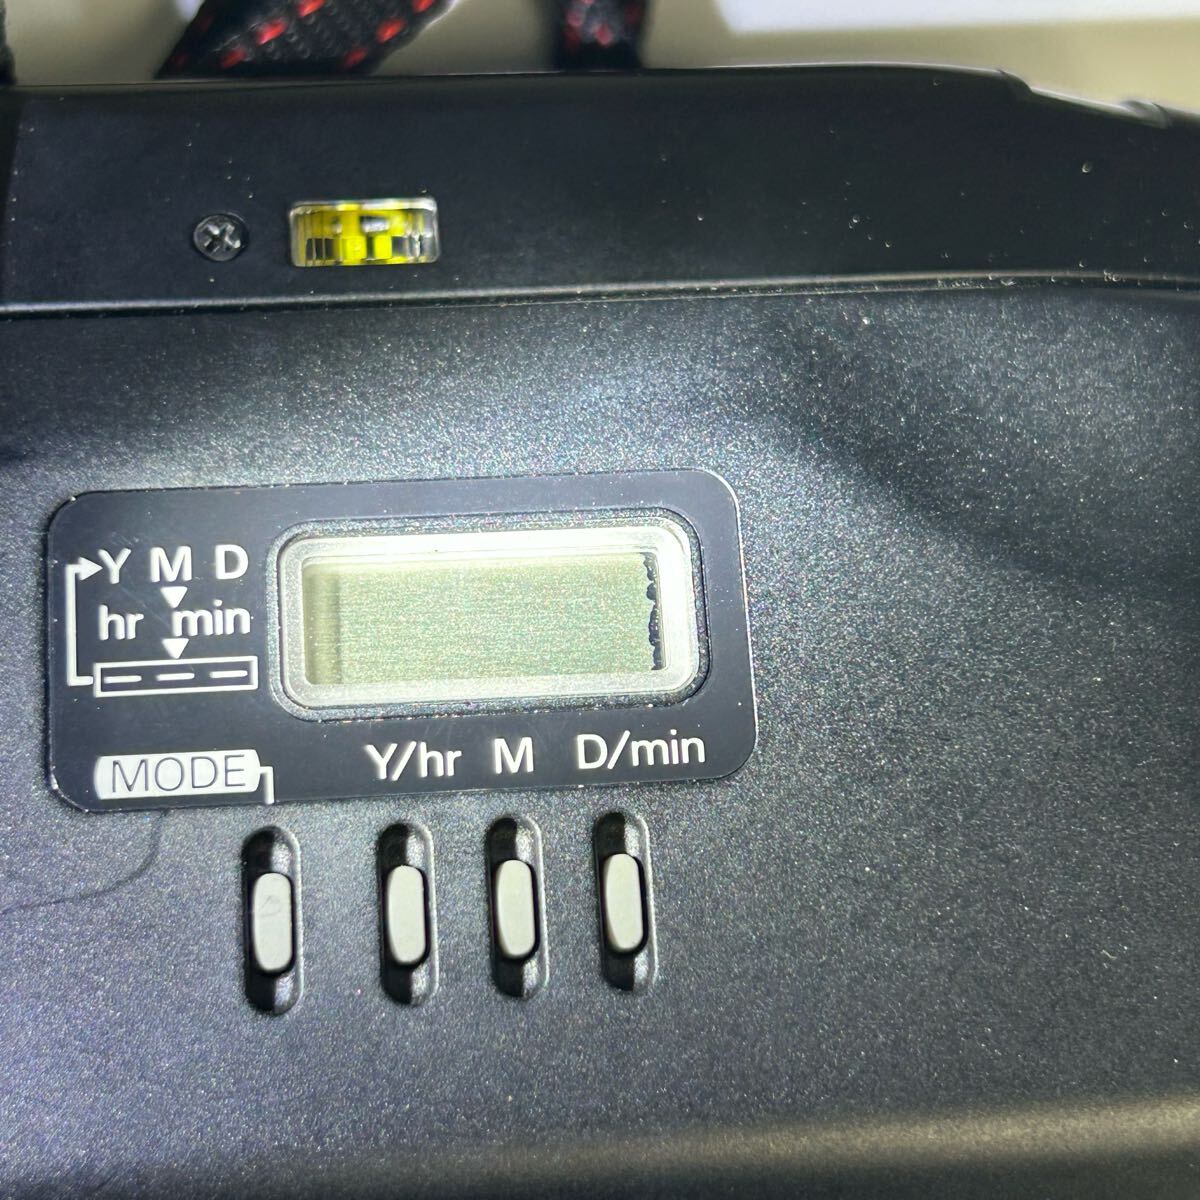 Y M D
hr min
MODE
Y/hr M D/min